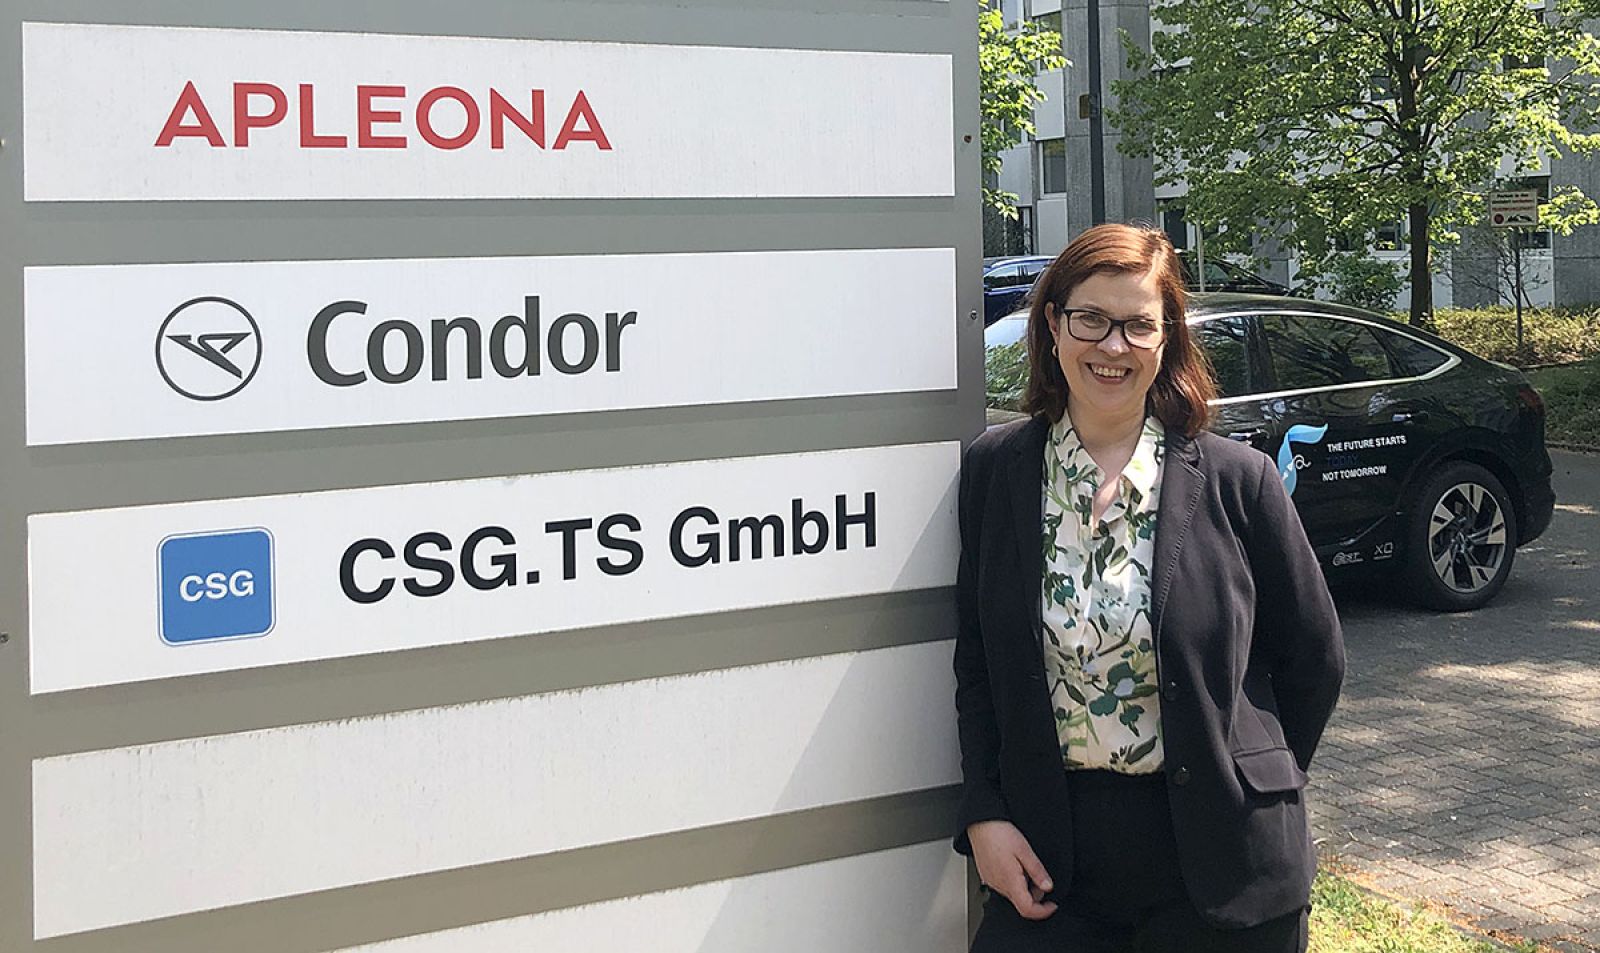 APLEONA
Condor
CSG
CSG.TS GmbH
THE FUTURE STARTS
NOT TOMORROW